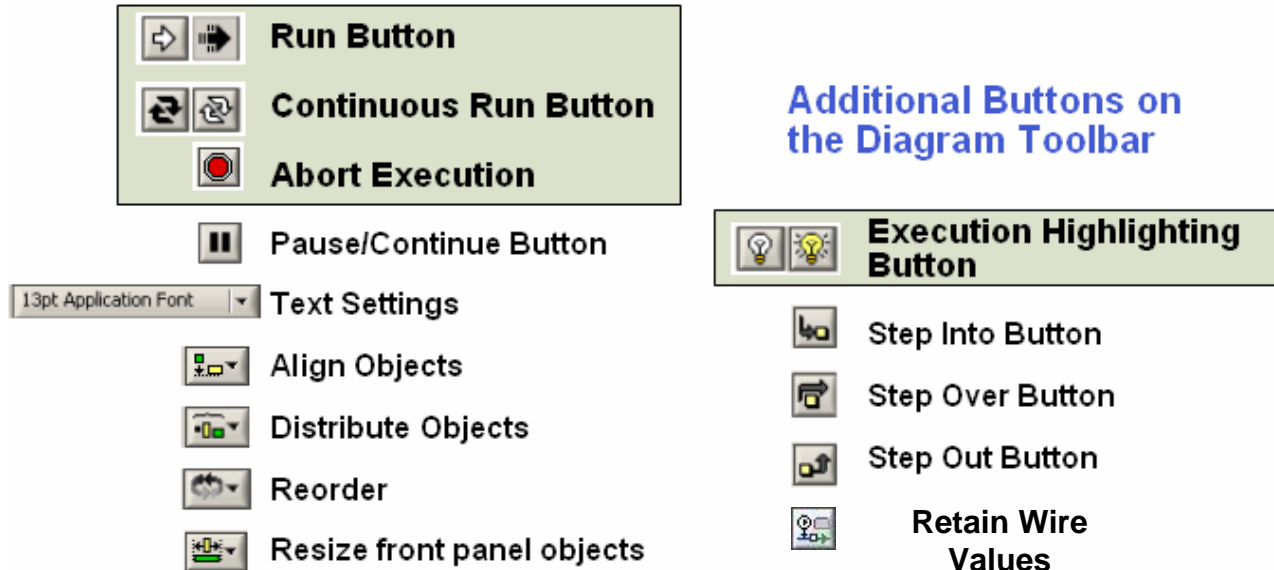 Run Button
Continuous Run Button
Abort Execution
Pause/Continue Button
13pt Application Font
Text Settings
Align Objects
Distribute Objects
Reorder
Resize front panel objects
Additional Buttons on
the Diagram Toolbar
Execution Highlighting
Button
Step Into Button
Step Over Button
Step Out Button
Retain Wire
Values